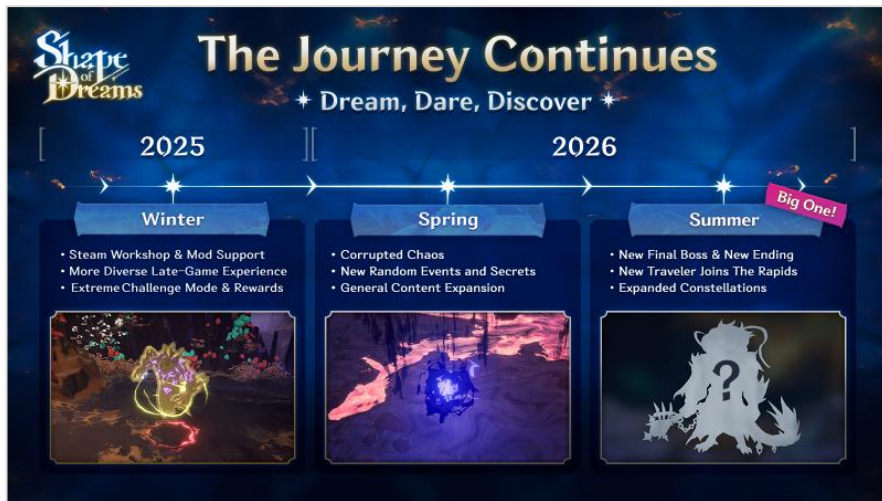 Shape
of
Dreams
The Journey Continues
Dream, Dare, Discover
2025
2026
Winter
• Steam Workshop & Mod Support
• More Diverse Late-Game Experience
• Extreme Challenge Mode & Rewards
Spring
• Corrupted Chaos
• New Random Events and Secrets
• General Content Expansion
Big One!
Summer
• New Final Boss & New Ending
• New Traveler Joins The Rapids
• Expanded Constellations
?